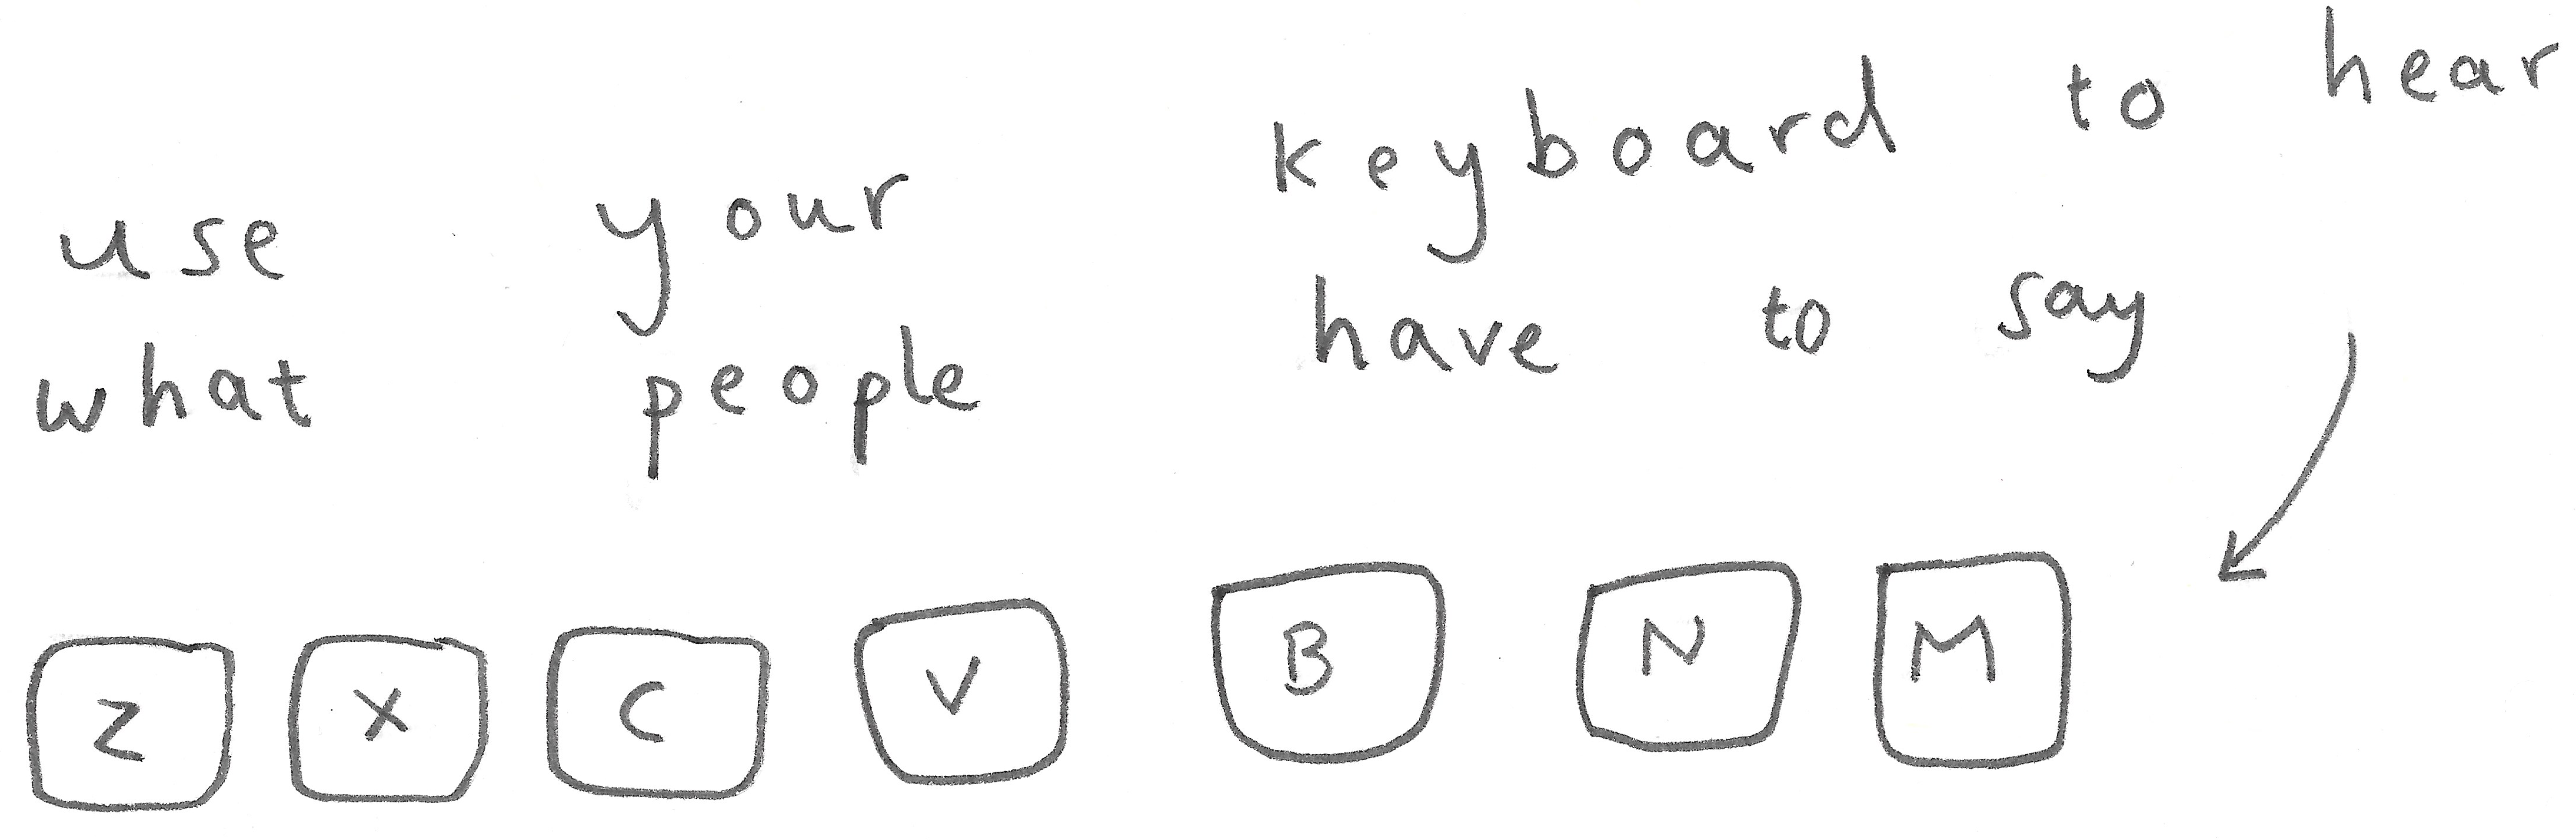 use your keyboard to hear
what people have to say
Z X C V B N M